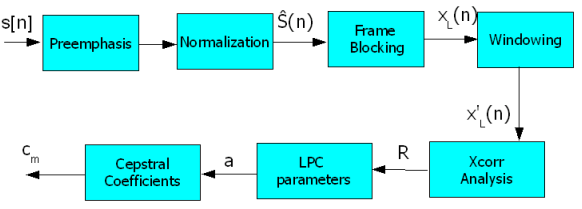 s[n]
Preemphasis
Normalization
Ŝ(n)
Frame
Blocking
x_L(n)
Windowing
x'_L(n)
Xcorr
Analysis
R
LPC
parameters
a
Cepstral
Coefficients
c_m